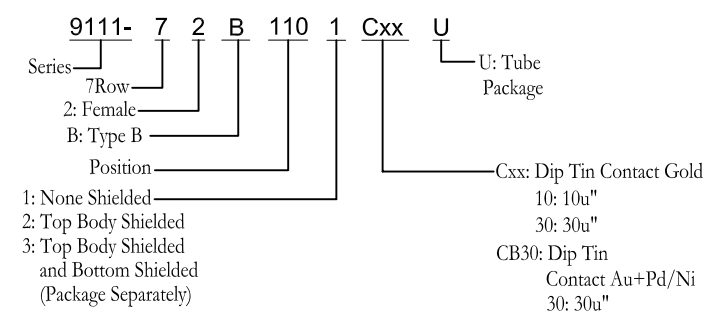 9111- 7 2 B 110 1 Cxx U
Series
7Row
2: Female
B: Type B
Position
1: None Shielded
2: Top Body Shielded
3: Top Body Shielded
and Bottom Shielded
(Package Separately)
U: Tube
Package
Cxx: Dip Tin Contact Gold
10: 10u"
30: 30u"
CB30: Dip Tin
Contact Au+Pd/Ni
30: 30u"